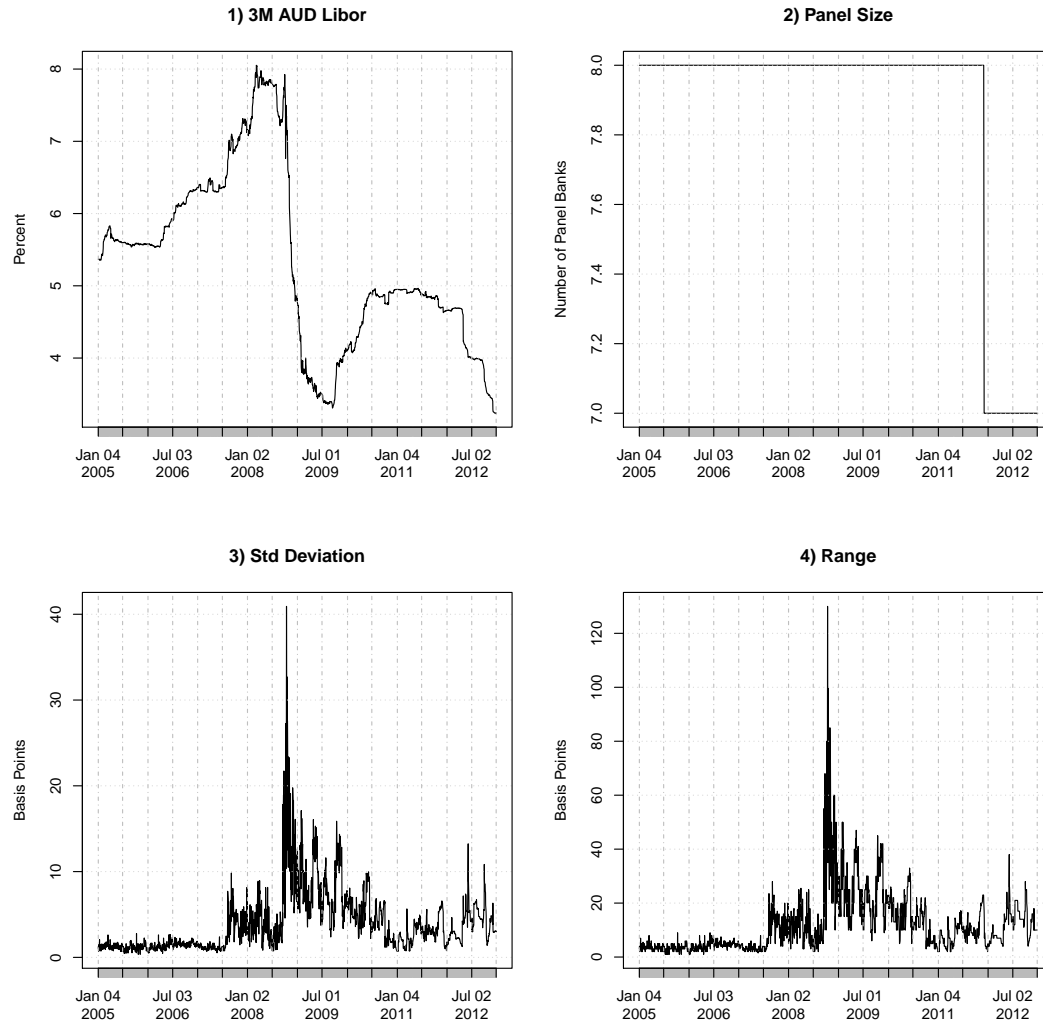 1) 3M AUD Libor
Percent
8
7
6
5
4
Jan 04 Jul 03 Jan 02 Jul 01 Jan 04 Jul 02
2005 2006 2008 2009 2011 2012
2) Panel Size
Number of Panel Banks
8.0
7.8
7.6
7.4
7.2
7.0
Jan 04 Jul 03 Jan 02 Jul 01 Jan 04 Jul 02
2005 2006 2008 2009 2011 2012
3) Std Deviation
Basis Points
40
30
20
10
0
Jan 04 Jul 03 Jan 02 Jul 01 Jan 04 Jul 02
2005 2006 2008 2009 2011 2012
4) Range
Basis Points
120
100
80
60
40
20
0
Jan 04 Jul 03 Jan 02 Jul 01 Jan 04 Jul 02
2005 2006 2008 2009 2011 2012